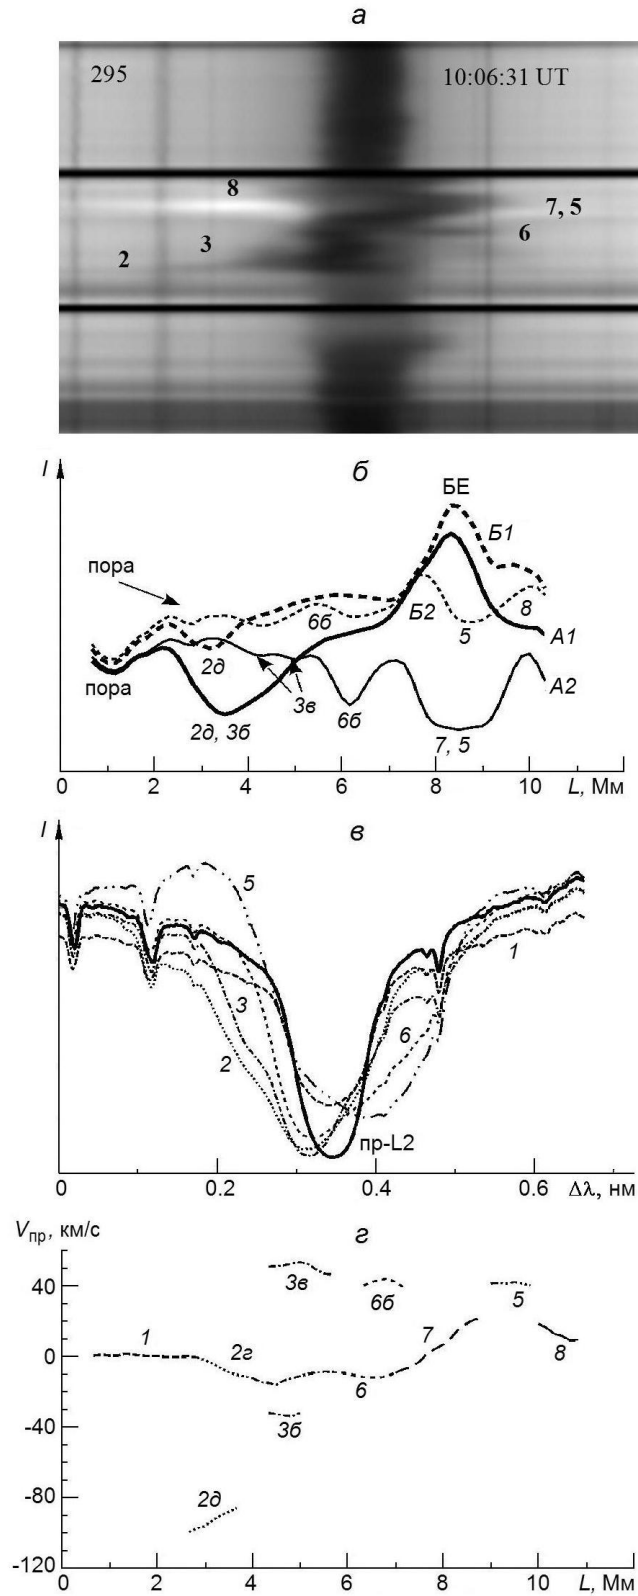 а
295 10:06:31 UT
8
7, 5
6
3
2
I б
БЕ
Б1
пора
6б Б2 5 8
А1
2д
пора 3в
2д, 3б 6б А2
7, 5
0 2 4 6 8 10 L, Мм
I в
5
1
3
6
2
пр-L2
0 0.2 0.4 0.6 Δλ, нм
Vпр, км/с г
40 3в 6б 5
1 7
0 2г 8
6
-40 3б
-80 2д
-120
0 2 4 6 8 10 L, Мм